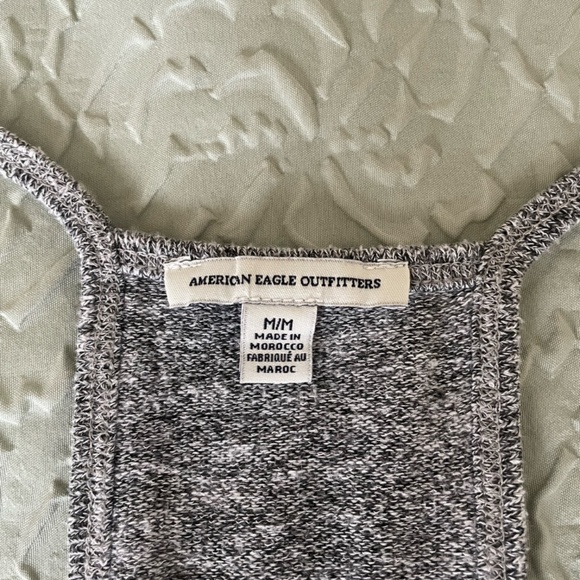 AMERICAN EAGLE OUTFITTERS
M/M
MADE IN
MOROCCO
FABRIQUÉ AU
MAROC